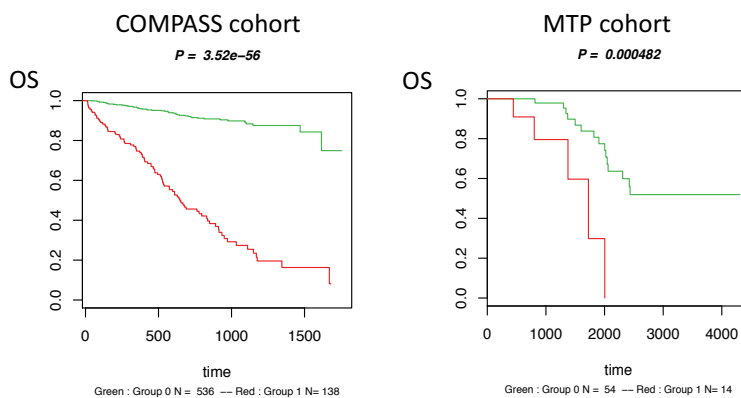 COMPASS cohort
P = 3.52e−56
OS
1.0
0.8
0.6
0.4
0.2
0.0
0 500 1000 1500
time
Green : Group 0 N = 536 −− Red : Group 1 N= 138
MTP cohort
P = 0.000482
OS
1.0
0.8
0.6
0.4
0.2
0.0
0 1000 2000 3000 4000
time
Green : Group 0 N = 54 −− Red : Group 1 N= 14